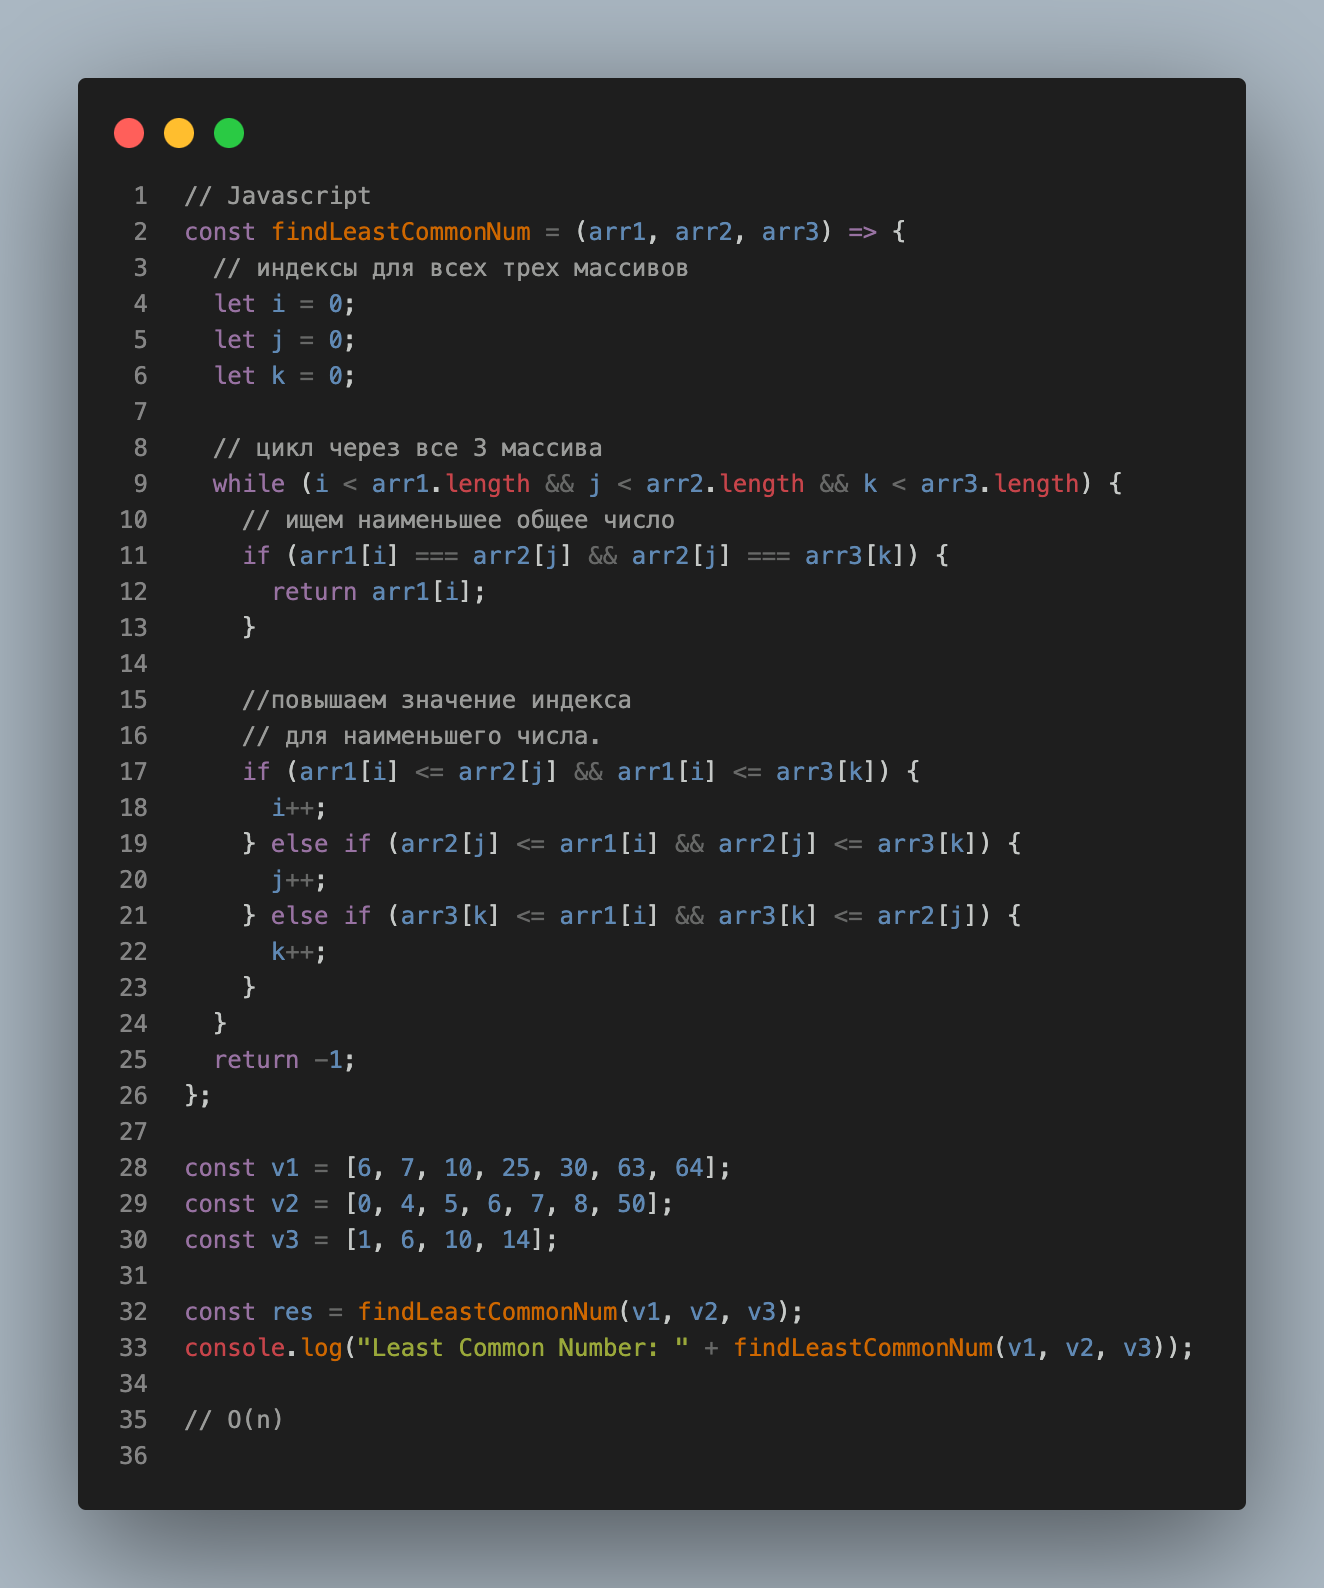 1 // Javascript
2 const findLeastCommonNum = (arr1, arr2, arr3) => {
3   // индексы для всех трех массивов
4   let i = 0;
5   let j = 0;
6   let k = 0;
7
8   // цикл через все 3 массива
9   while (i < arr1.length && j < arr2.length && k < arr3.length) {
10     // ищем наименьшее общее число
11     if (arr1[i] === arr2[j] && arr2[j] === arr3[k]) {
12       return arr1[i];
13     }
14
15     //повышаем значение индекса
16     // для наименьшего числа.
17     if (arr1[i] <= arr2[j] && arr1[i] <= arr3[k]) {
18       i++;
19     } else if (arr2[j] <= arr1[i] && arr2[j] <= arr3[k]) {
20       j++;
21     } else if (arr3[k] <= arr1[i] && arr3[k] <= arr2[j]) {
22       k++;
23     }
24   }
25   return -1;
26 };
27
28 const v1 = [6, 7, 10, 25, 30, 63, 64];
29 const v2 = [0, 4, 5, 6, 7, 8, 50];
30 const v3 = [1, 6, 10, 14];
31
32 const res = findLeastCommonNum(v1, v2, v3);
33 console.log("Least Common Number: " + findLeastCommonNum(v1, v2, v3));
34
35 // O(n)
36